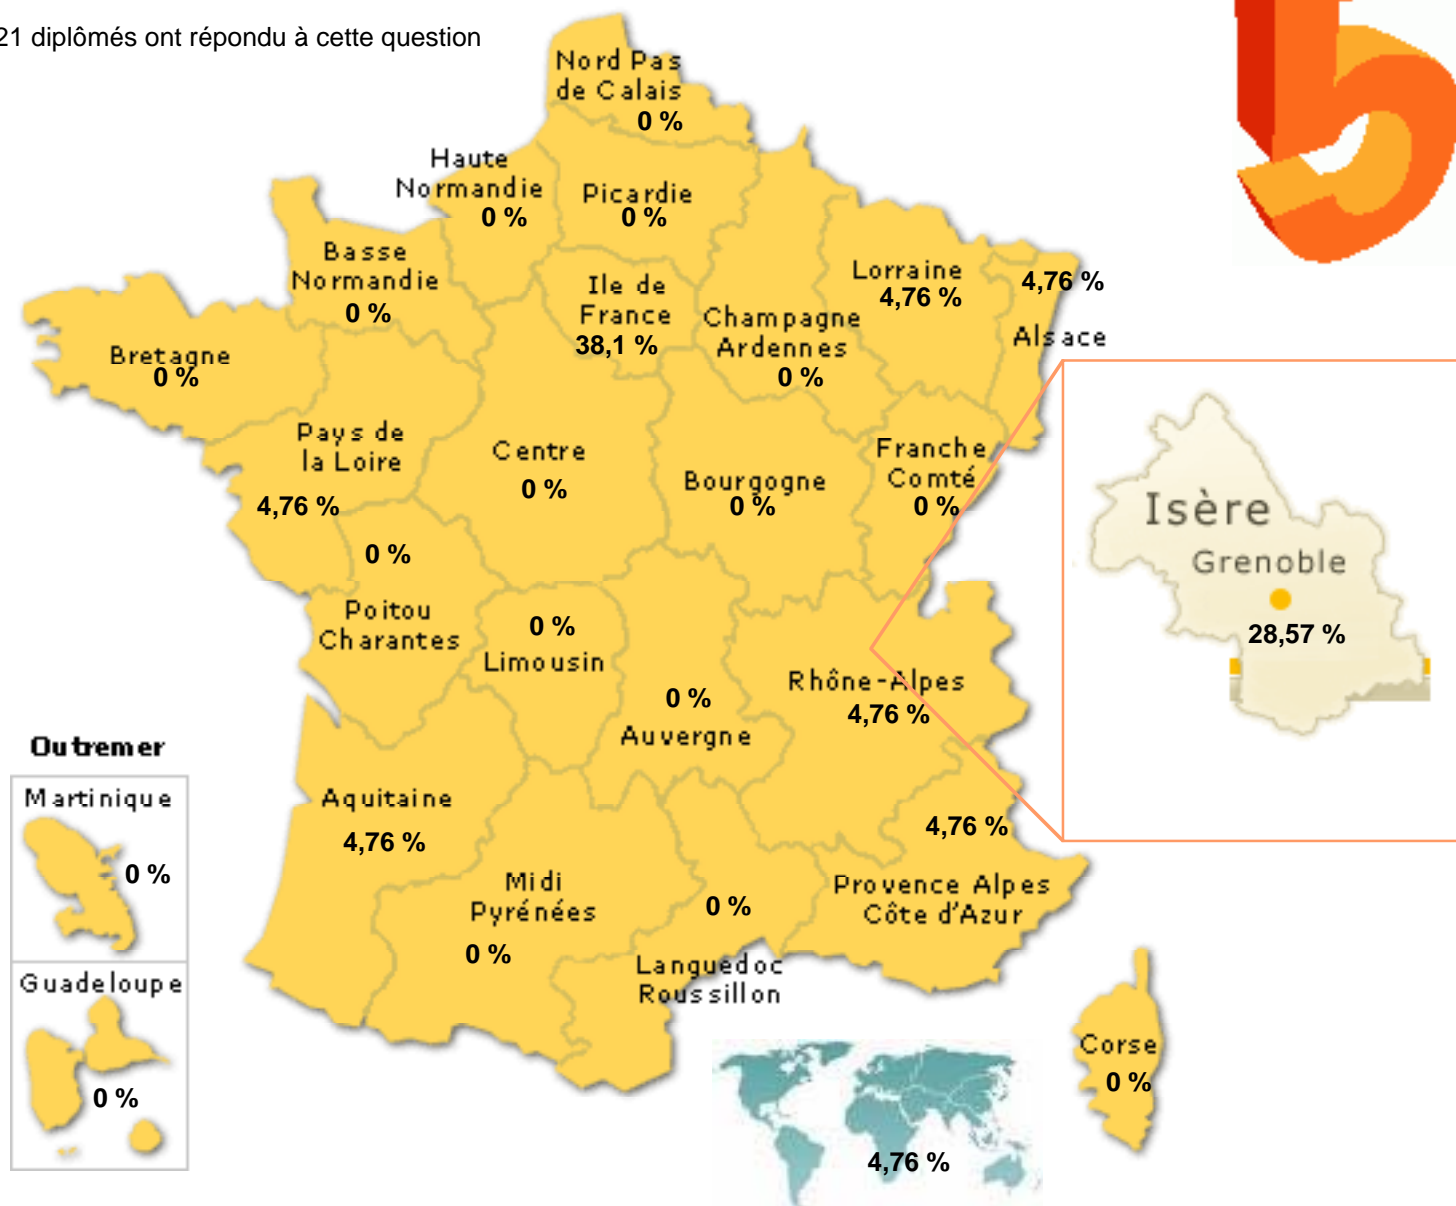 21 diplômés ont répondu à cette question
Nord Pas
de Calais
0 %
Haute
Normandie
0 %
Picardie
0 %
Basse
Normandie
0 %
Ile de
France
38,1 %
Champagne
Ardennes
0 %
Lorraine
4,76 %
4,76 %
Alsace
Bretagne
0 %
Pays de
la Loire
4,76 %
Centre
0 %
Bourgogne
0 %
Franche
Comté
0 %
Isère
Grenoble
28,57 %
0 %
Poitou
Charantes
0 %
Limousin
0 %
Auvergne
Rhône-Alpes
4,76 %
Aquitaine
4,76 %
Midi
Pyrénées
0 %
0 %
Languedoc
Roussillon
4,76 %
Provence Alpes
Côte d'Azur
Corse
0 %
Outremer
Martinique
0 %
Guadeloupe
0 %
4,76 %